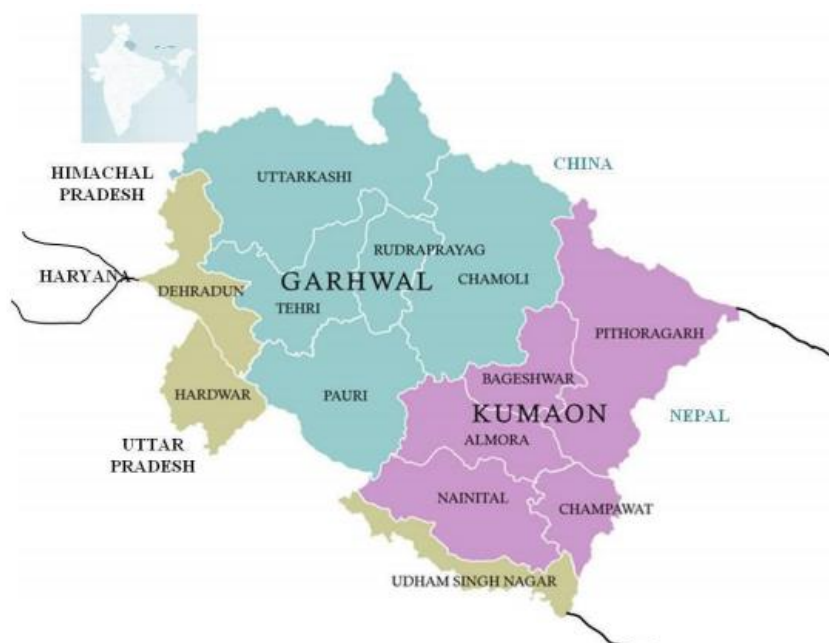 CHINA
HIMACHAL
PRADESH
UTTARKASHI
RUDRAPRAYAG
HARYANA
GARHWAL
CHAMOLI
DEHRADUN
TEHRI
PITHORAGARH
BAGESHWAR
HARDWAR
PAURI
KUMAON
NEPAL
ALMORA
UTTAR
PRADESH
NAINITAL
CHAMPAWAT
UDHAM SINGH NAGAR